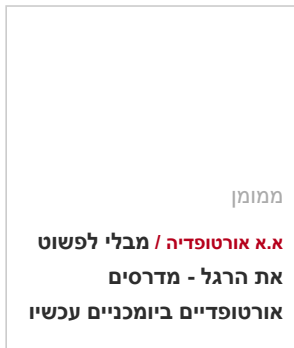 ממומן
א.א אורטופדיה / מבלי לפשוט
את הרגל - מדרסים
אורטופדיים ביומכניים עכשיו